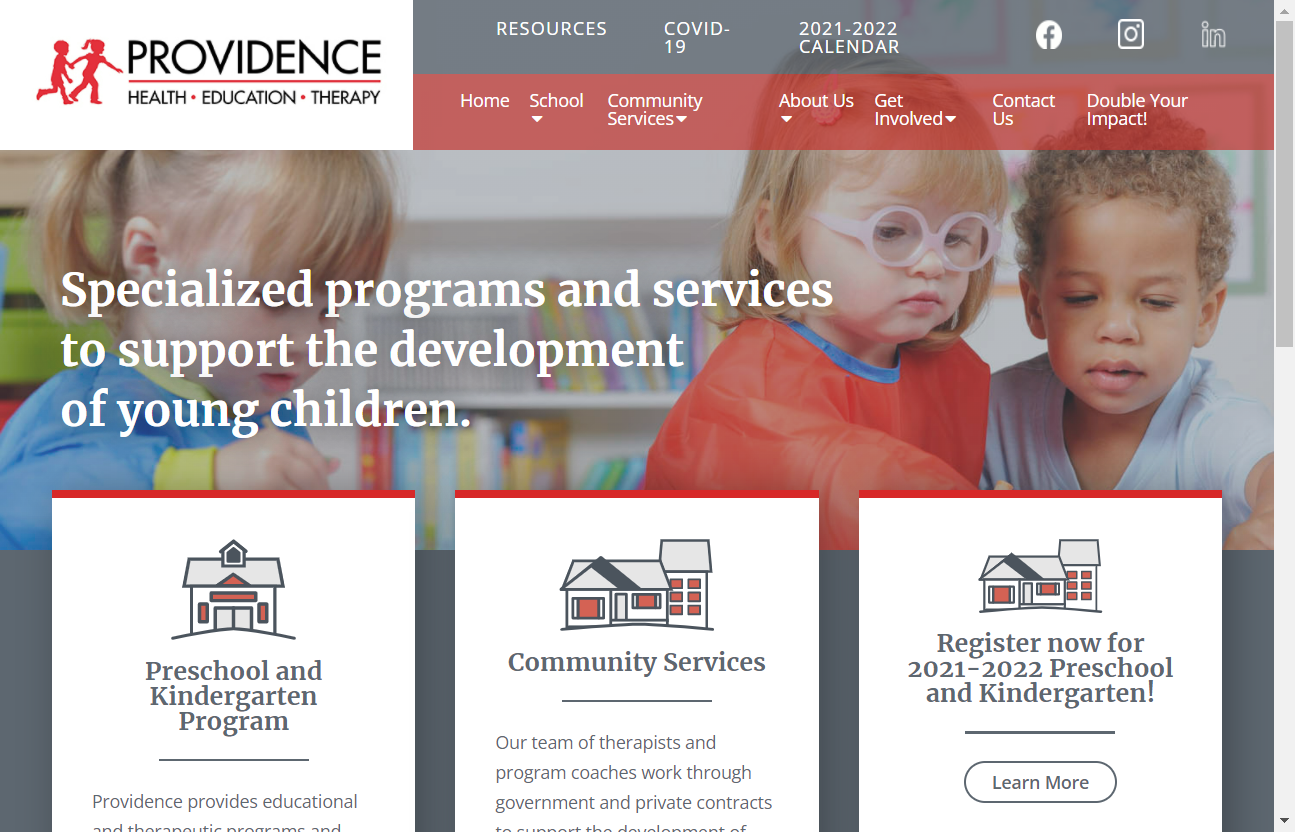 PROVIDENCE
HEALTH • EDUCATION • THERAPY
RESOURCES
COVID-
19
2021-2022
CALENDAR
Home
School
Community
Services
About Us
Get
Involved
Contact
Us
Double Your
Impact!
Specialized programs and services
to support the development
of young children.
Preschool and
Kindergarten
Program
Providence provides educational
and therapeutic programs and
Community Services
Our team of therapists and
program coaches work through
government and private contracts
to support the development of
Register now for
2021-2022 Preschool
and Kindergarten!
Learn More